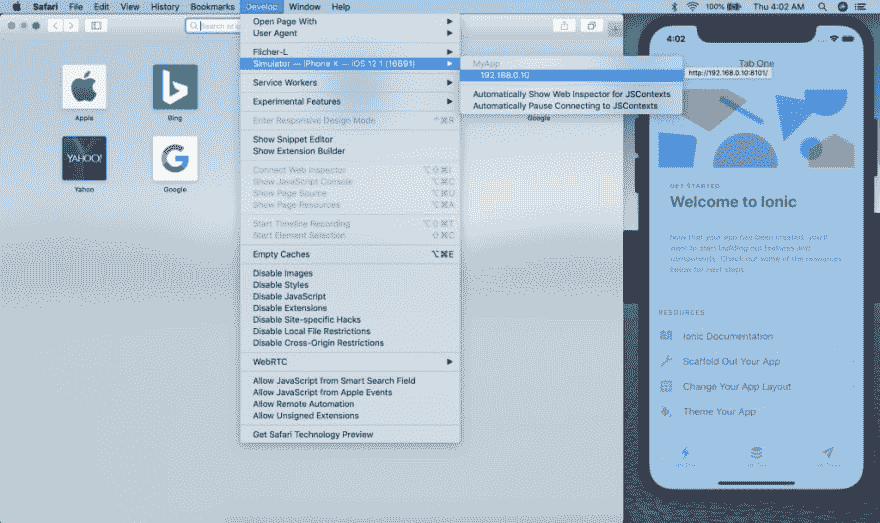 Safari File Edit View History Bookmarks Develop Window Help 100% Thu 4:02 AM
Search or
Apple
Bing
YAHOO!
Yahoo
Google
Google
Open Page With
User Agent
Flicher-L
Simulator — iPhone X — iOS 12.1 (16B91)
Service Workers
Experimental Features
Enter Responsive Design Mode ^⌘R
Show Snippet Editor
Show Extension Builder
Connect Web Inspector ⌥⇧⌘I
Show JavaScript Console ⌥⌘C
Show Page Source ⌥⌘U
Show Page Resources ⌥⌘A
Start Timeline Recording ⌥⇧⌘T
Start Element Selection ⇧⌘C
Empty Caches ⌥⌘E
Disable Images
Disable Styles
Disable JavaScript
Disable Extensions
Disable Site-specific Hacks
Disable Local File Restrictions
Disable Cross-Origin Restrictions
WebRTC
Allow JavaScript from Smart Search Field
Allow JavaScript from Apple Events
Allow Remote Automation
Allow Unsigned Extensions
Get Safari Technology Preview
MyApp
192.168.0.10
Automatically Show Web Inspector for JSContexts
Automatically Pause Connecting to JSContexts
http://192.168.0.10:8101/
4:02
Tab One
GET STARTED
Welcome to Ionic
Now that your app has been created, you'll
want to start building out features and
components. Check out some of the resources
below for next steps.
RESOURCES
Ionic Documentation
Scaffold Out Your App
Change Your App Layout
Theme Your App